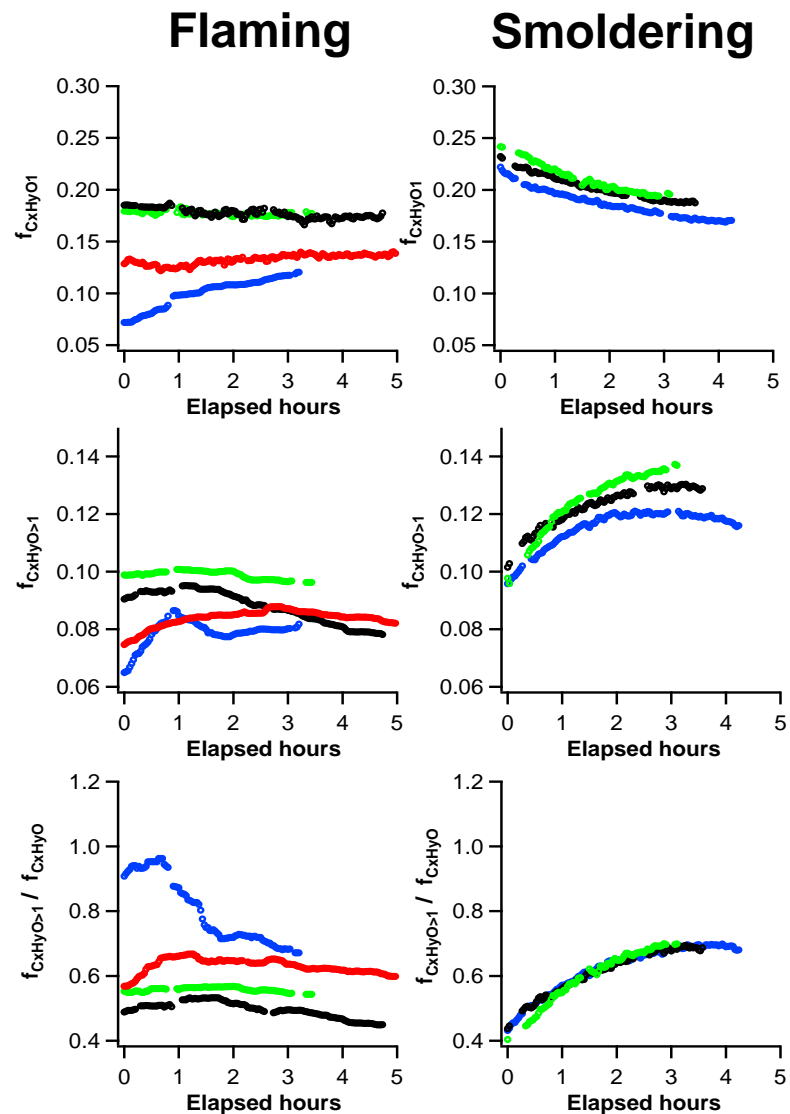 Flaming
Smoldering
0.30
0.25
0.20
0.15
0.10
0.05
fCxHyO1
0 1 2 3 4 5
Elapsed hours
0.30
0.25
0.20
0.15
0.10
0.05
fCxHyO1
0 1 2 3 4 5
Elapsed hours
0.14
0.12
0.10
0.08
0.06
fCxHyO>1
0 1 2 3 4 5
Elapsed hours
0.14
0.12
0.10
0.08
0.06
fCxHyO>1
0 1 2 3 4 5
Elapsed hours
1.2
1.0
0.8
0.6
0.4
fCxHyO>1 / fCxHyO
0 1 2 3 4 5
Elapsed hours
1.2
1.0
0.8
0.6
0.4
fCxHyO>1 / fCxHyO
0 1 2 3 4 5
Elapsed hours